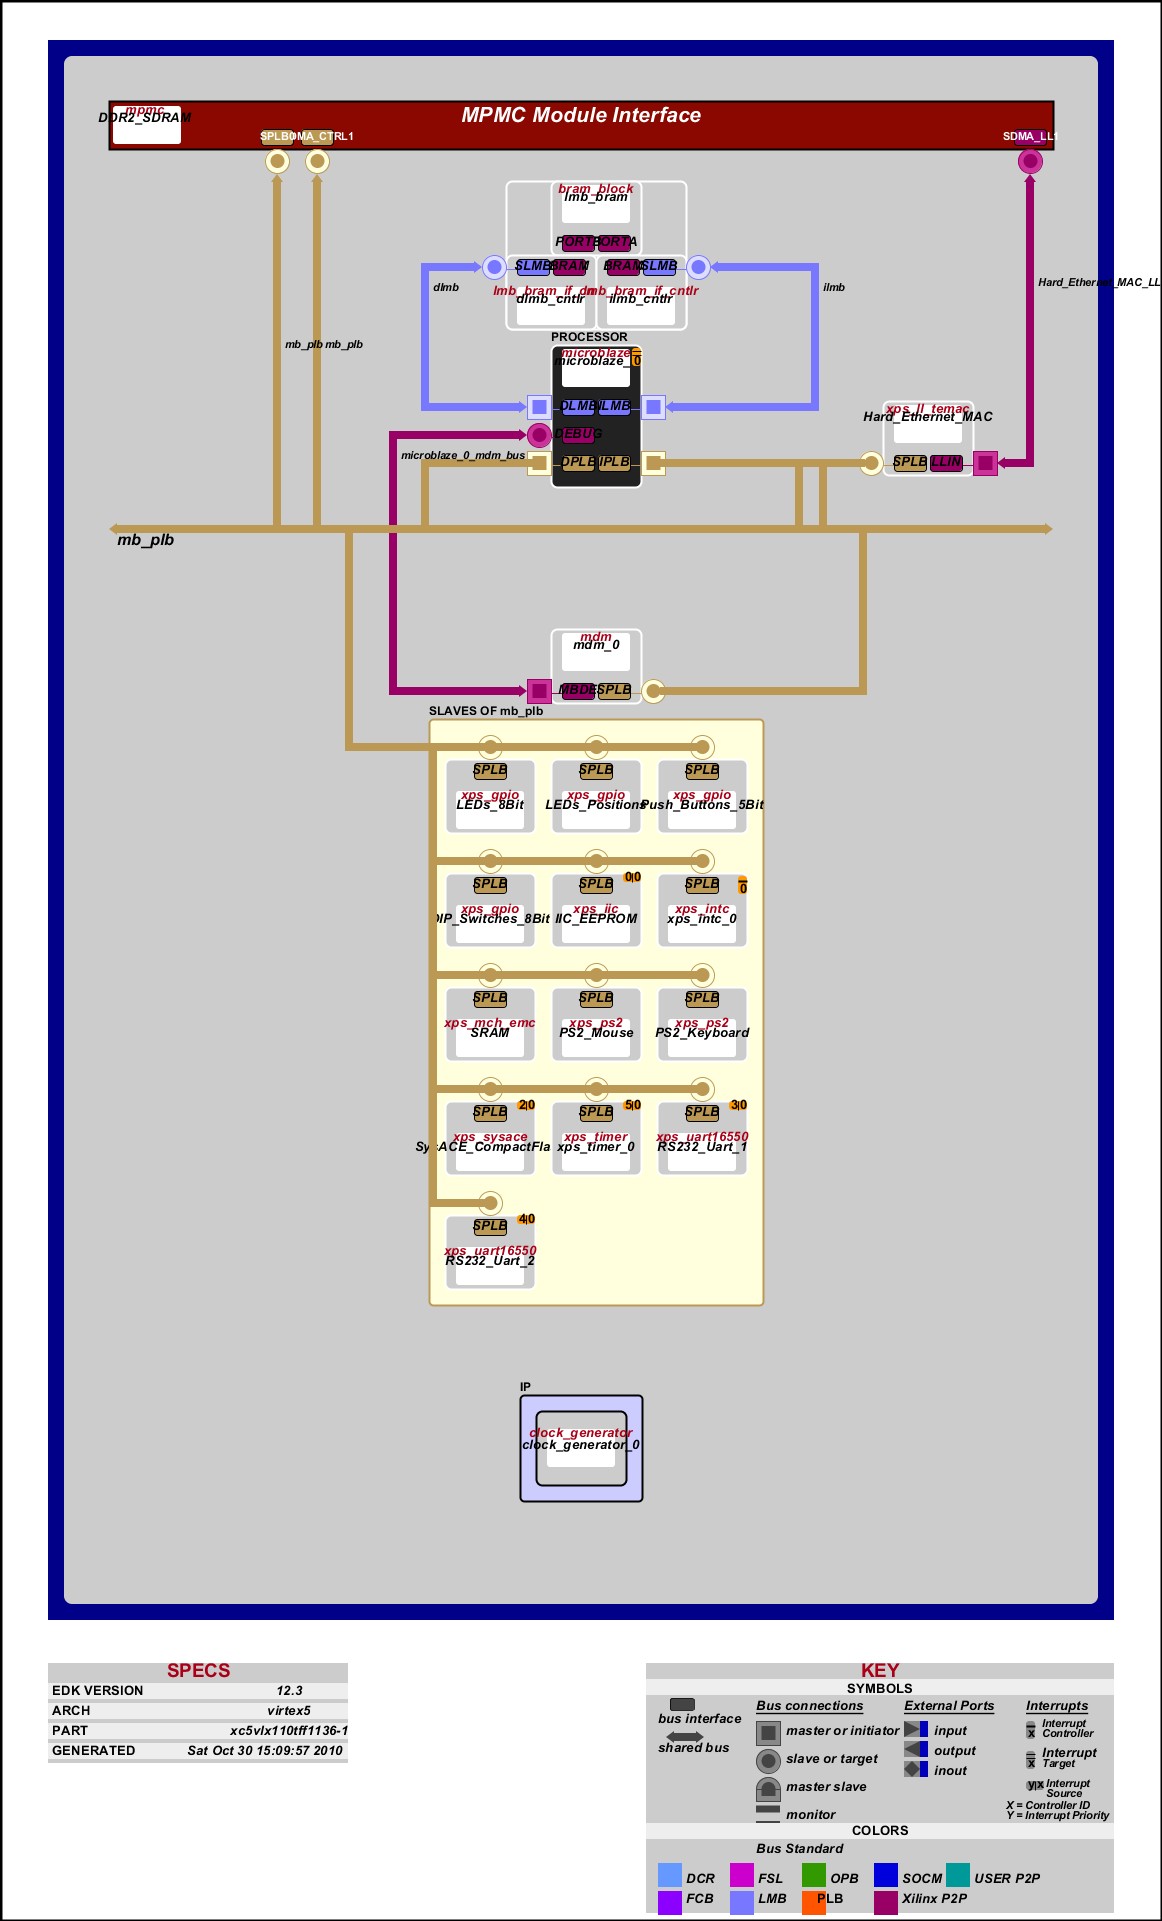 MPMC Module Interface
mpmc
DDR2_SDRAM
SPLB0
DMA_CTRL1
SDMA_LL1
bram_block
lmb_bram
PORTB
PORTA
SLMB
BRAM
BRAM
SLMB
dlmb
lmb_bram_if_cntlr
dlmb_cntlr
ilmb_cntlr
ilmb
Hard_Ethernet_MAC_LL
mb_plb
mb_plb
PROCESSOR
microblaze
microblaze_0
0
DLMB
ILMB
DEBUG
microblaze_0_mdm_bus
DPLB
IPLB
xps_ll_temac
Hard_Ethernet_MAC
SPLB
LLIN
mb_plb
mdm
mdm_0
MBDE
SPLB
SLAVES OF mb_plb
SPLB
SPLB
SPLB
xps_gpio
xps_gpio
xps_gpio
LEDs_8Bit
LEDs_Positions
Push_Buttons_5Bit
SPLB
SPLB
0|0
SPLB
0
xps_gpio
xps_iic
xps_intc
DIP_Switches_8Bit
IIC_EEPROM
xps_intc_0
SPLB
SPLB
SPLB
xps_mch_emc
xps_ps2
xps_ps2
SRAM
PS2_Mouse
PS2_Keyboard
SPLB
2|0
SPLB
5|0
SPLB
3|0
xps_sysace
xps_timer
xps_uart16550
SysACE_CompactFla
xps_timer_0
RS232_Uart_1
SPLB
4|0
xps_uart16550
RS232_Uart_2
IP
clock_generator
clock_generator_0
SPECS
EDK VERSION 12.3
ARCH virtex5
PART xc5vlx110tff1136-1
GENERATED Sat Oct 30 15:09:57 2010
KEY
SYMBOLS
bus interface
shared bus
Bus connections
master or initiator
slave or target
master slave
monitor
External Ports
input
output
inout
Interrupts
x
Interrupt
Controller
x
Interrupt
Target
y|x
Interrupt
Source
X = Controller ID
Y = Interrupt Priority
COLORS
Bus Standard
DCR FSL OPB SOCM USER P2P
FCB LMB PLB Xilinx P2P